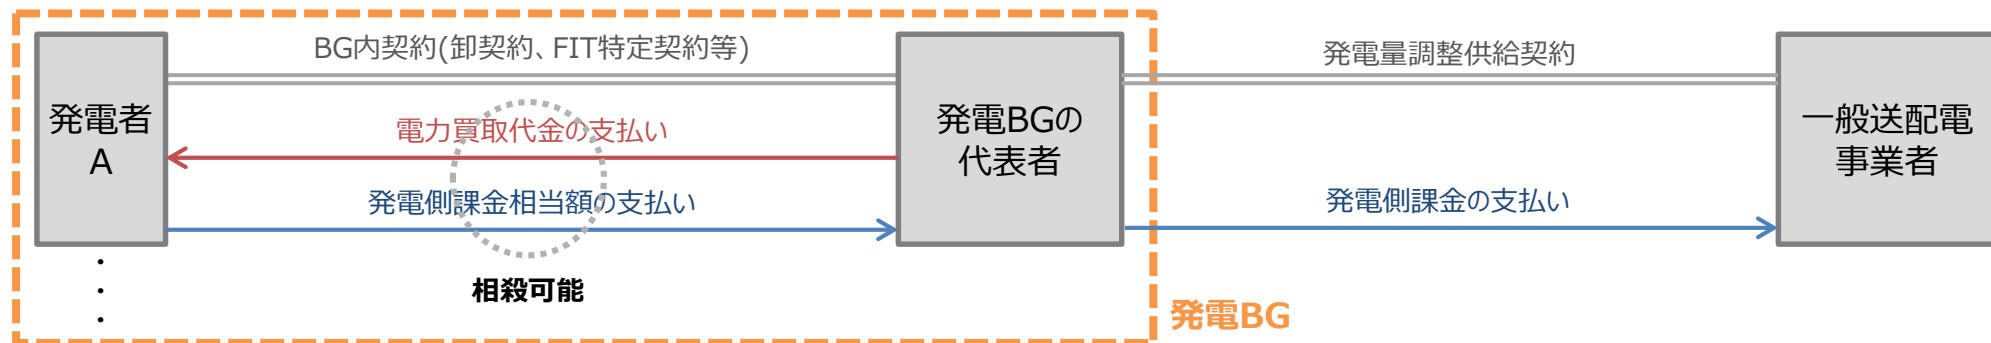 BG内契約(卸契約、FIT特定契約等)
発電量調整供給契約
発電者
A
電力買取代金の支払い
発電BGの
代表者
一般送配電
事業者
発電側課金相当額の支払い
発電側課金の支払い
・
・
・
相殺可能
発電BG